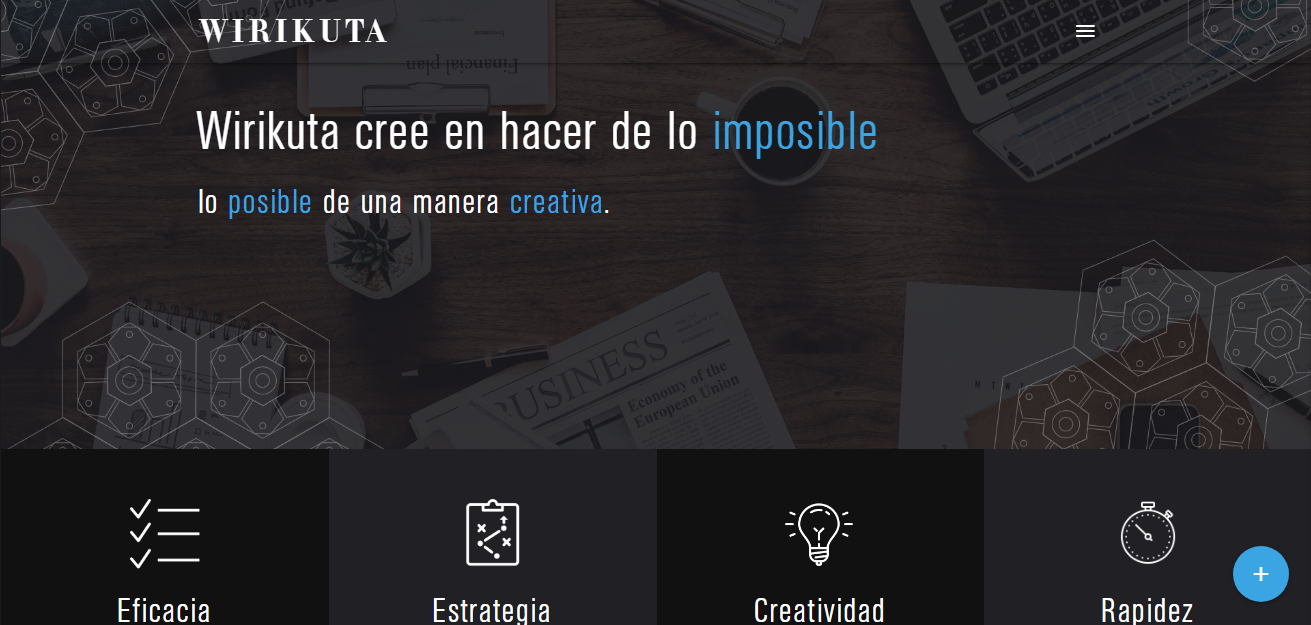 WIRIKUTA
Financial plan
Wirikuta cree en hacer de lo imposible
lo posible de una manera creativa.
BUSINESS
Economy of the
European Union
Eficacia
Estrategia
Creatividad
Rapidez